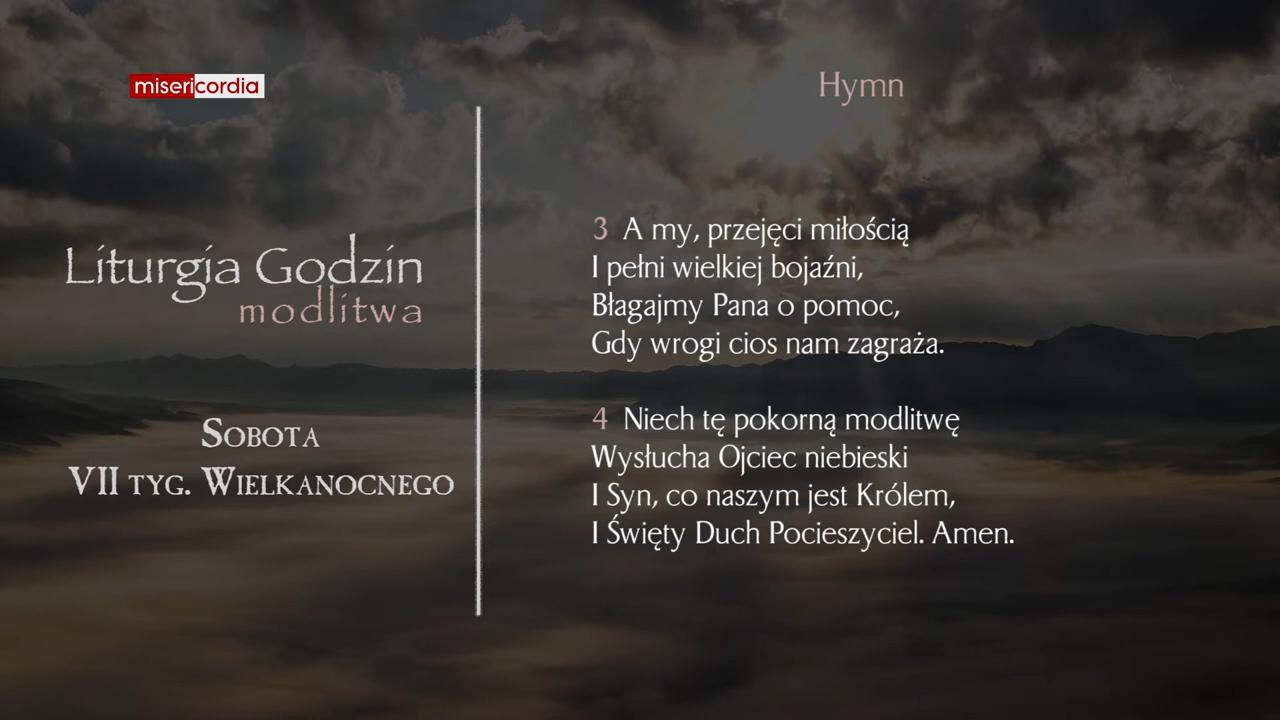 misericordia
Liturgia Godzin
modlitwa
Sobota
VII tyg. Wielkanocnego
Hymn
3 A my, przejęci miłością
I pełni wielkiej bojaźni,
Błagajmy Pana o pomoc,
Gdy wrogi cios nam zagraża.
4 Niech tę pokorną modlitwę
Wysłucha Ojciec niebieski
I Syn, co naszym jest Królem,
I Święty Duch Pocieszyciel. Amen.